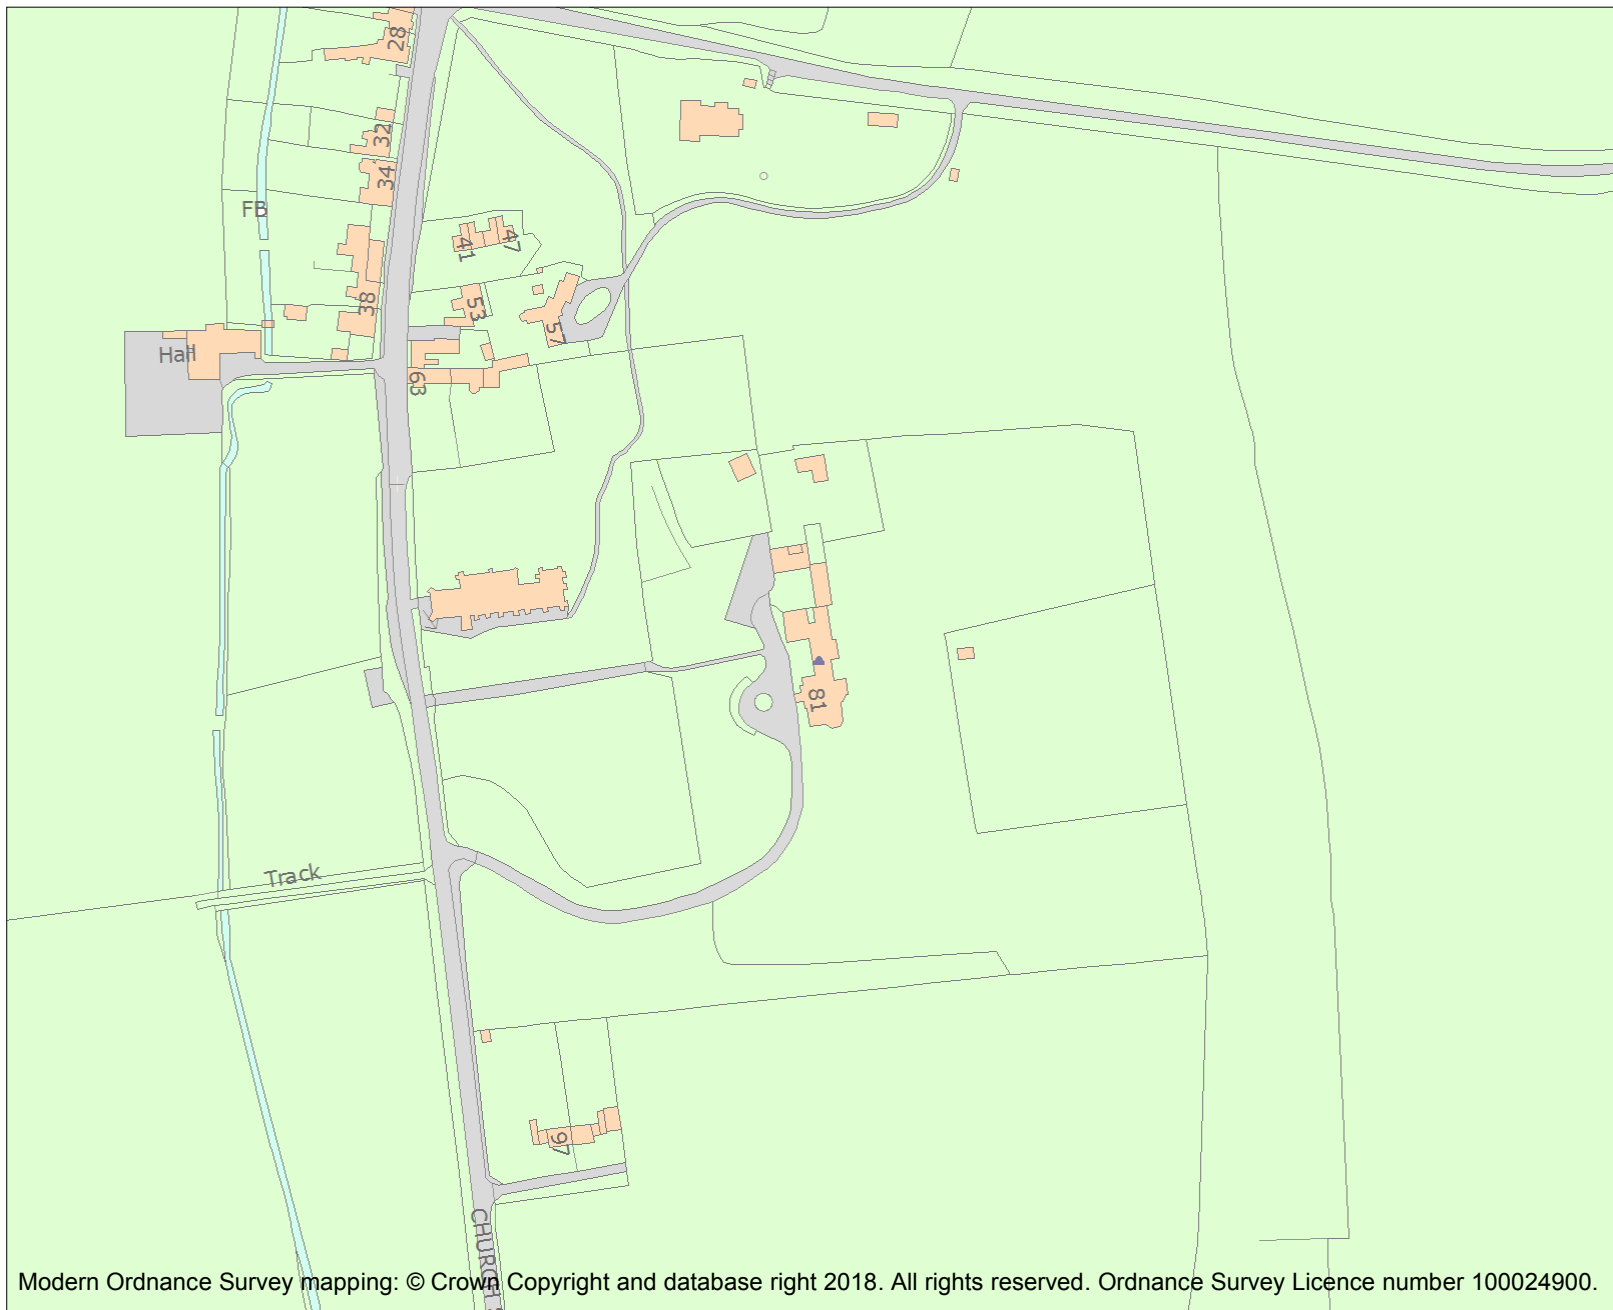 28
32
34
FB
41
47
53
38
57
Hall
63
81
Track
97
CHURCH
Modern Ordnance Survey mapping: © Crown Copyright and database right 2018. All rights reserved. Ordnance Survey Licence number 100024900.